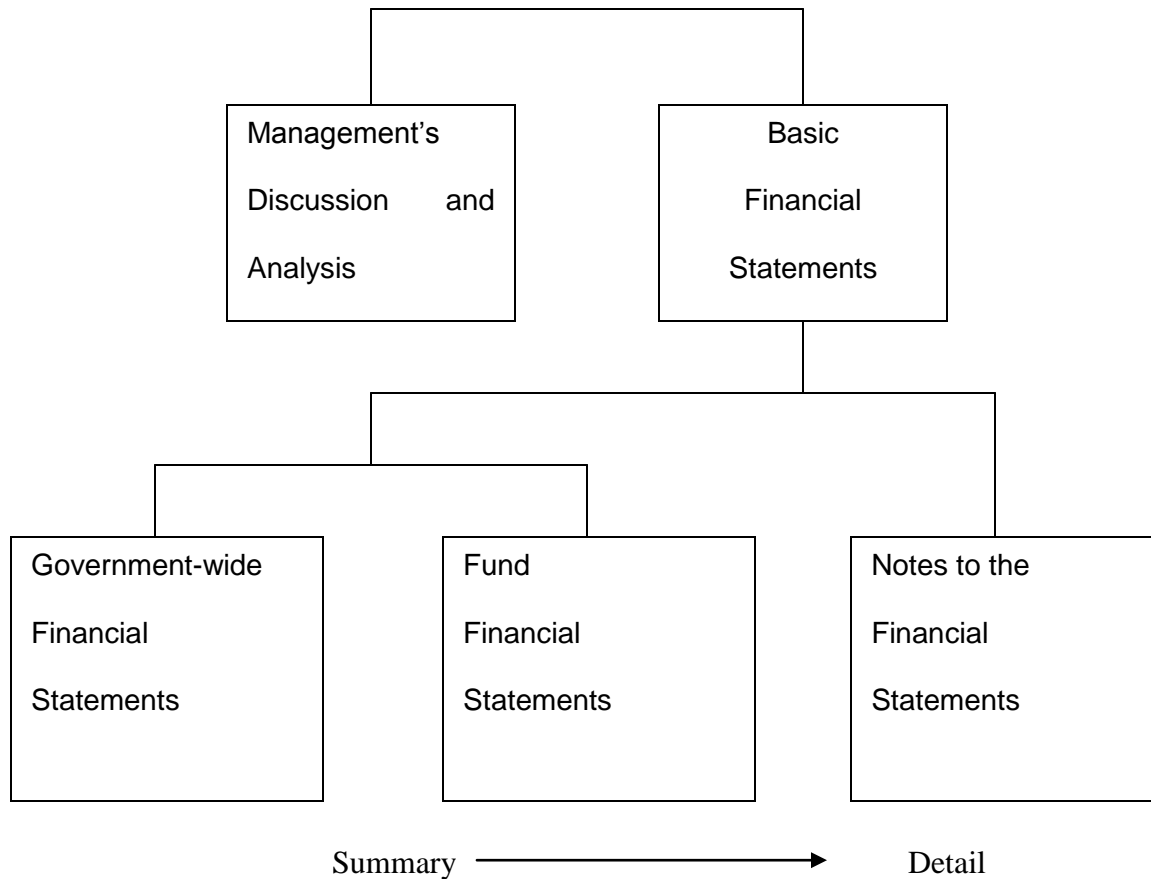 Management’s
Discussion and
Analysis
Basic
Financial
Statements
Government-wide
Financial
Statements
Fund
Financial
Statements
Notes to the
Financial
Statements
Summary Detail